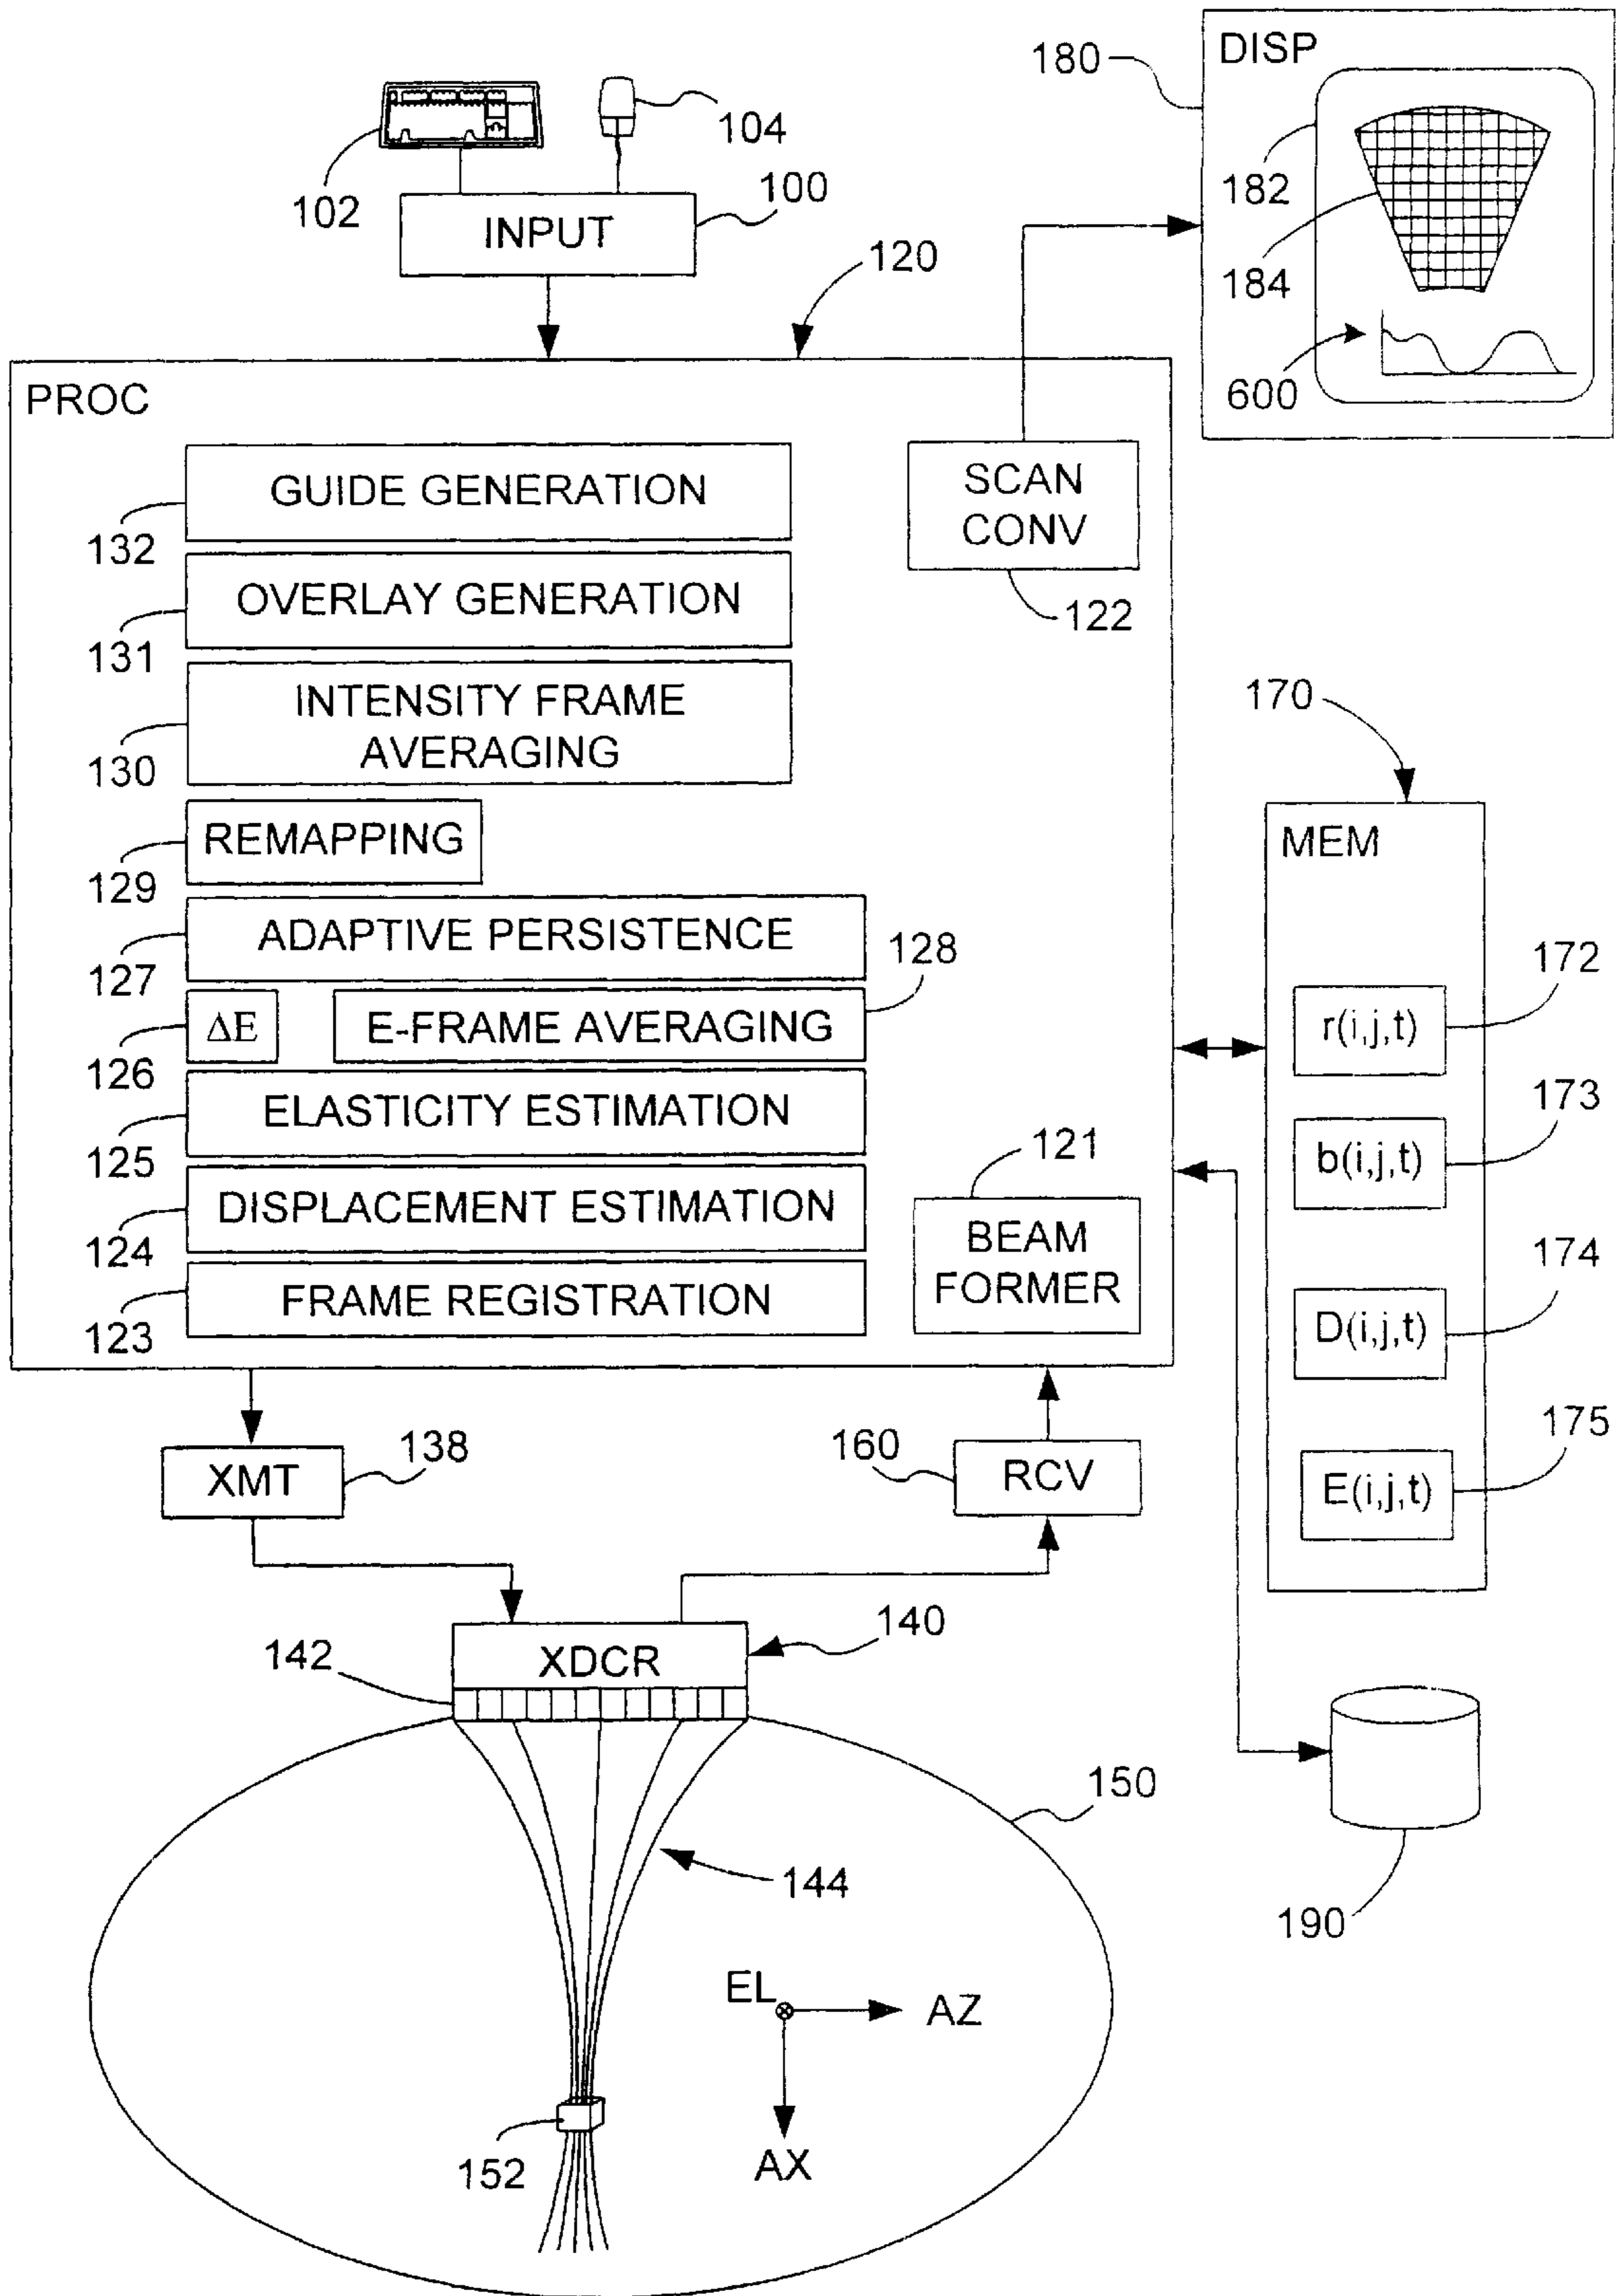 DISP
180
104
182
102
100
INPUT
184
120
600
PROC
GUIDE GENERATION
SCAN
CONV
132
OVERLAY GENERATION
122
131
INTENSITY FRAME
AVERAGING
170
130
REMAPPING
MEM
129
ADAPTIVE PERSISTENCE
128
127
172
ΔE
E-FRAME AVERAGING
r(i,j,t)
126
ELASTICITY ESTIMATION
173
125
121
b(i,j,t)
DISPLACEMENT ESTIMATION
124
BEAM
FORMER
174
FRAME REGISTRATION
D(i,j,t)
123
138
160
175
XMT
RCV
E(i,j,t)
140
142
XDCR
150
144
190
EL
AZ
152
AX